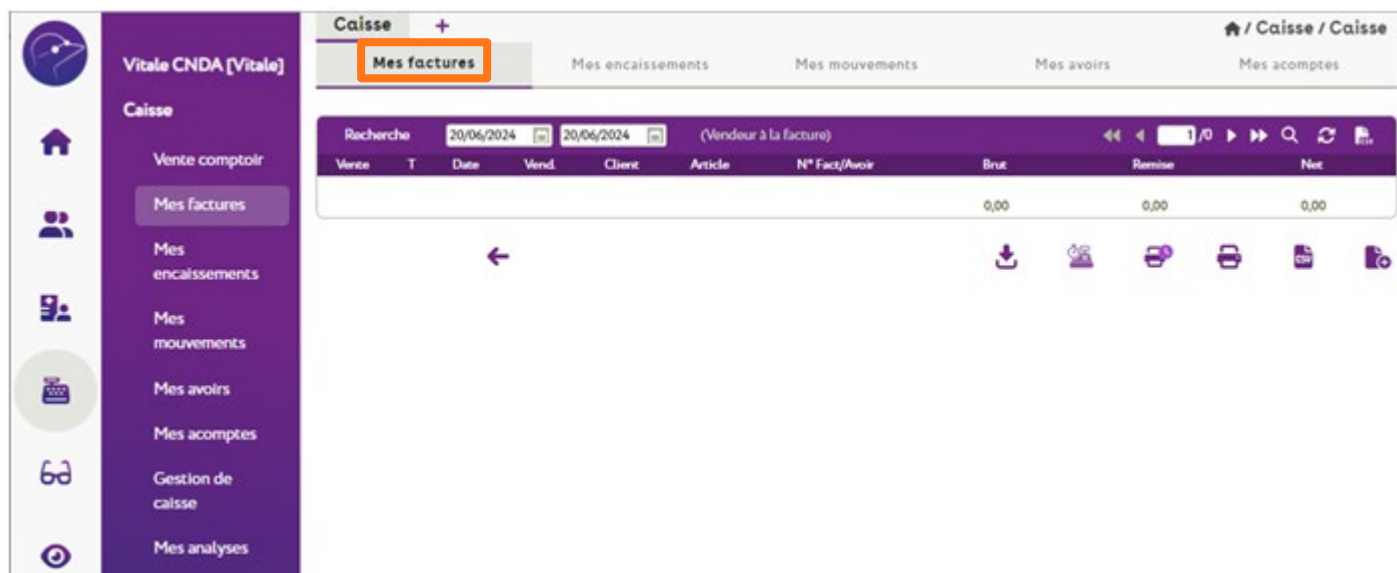 Caisse +
/ Caisse / Caisse
Vitale CNDA [Vitale]
Mes factures Mes encaissements Mes mouvements Mes avoirs Mes acomptes
Caisse
Vente comptoir
Mes factures
Mes
encaissements
Mes
mouvements
Mes avoirs
Mes acomptes
Gestion de
caisse
Mes analyses
Recherche 20/06/2024 20/06/2024 (Vendeur à la facture) 1 /0
Vente T Date Vend. Client Article N° Fact/Avoir Brut Remise Net
0,00 0,00 0,00
CSV